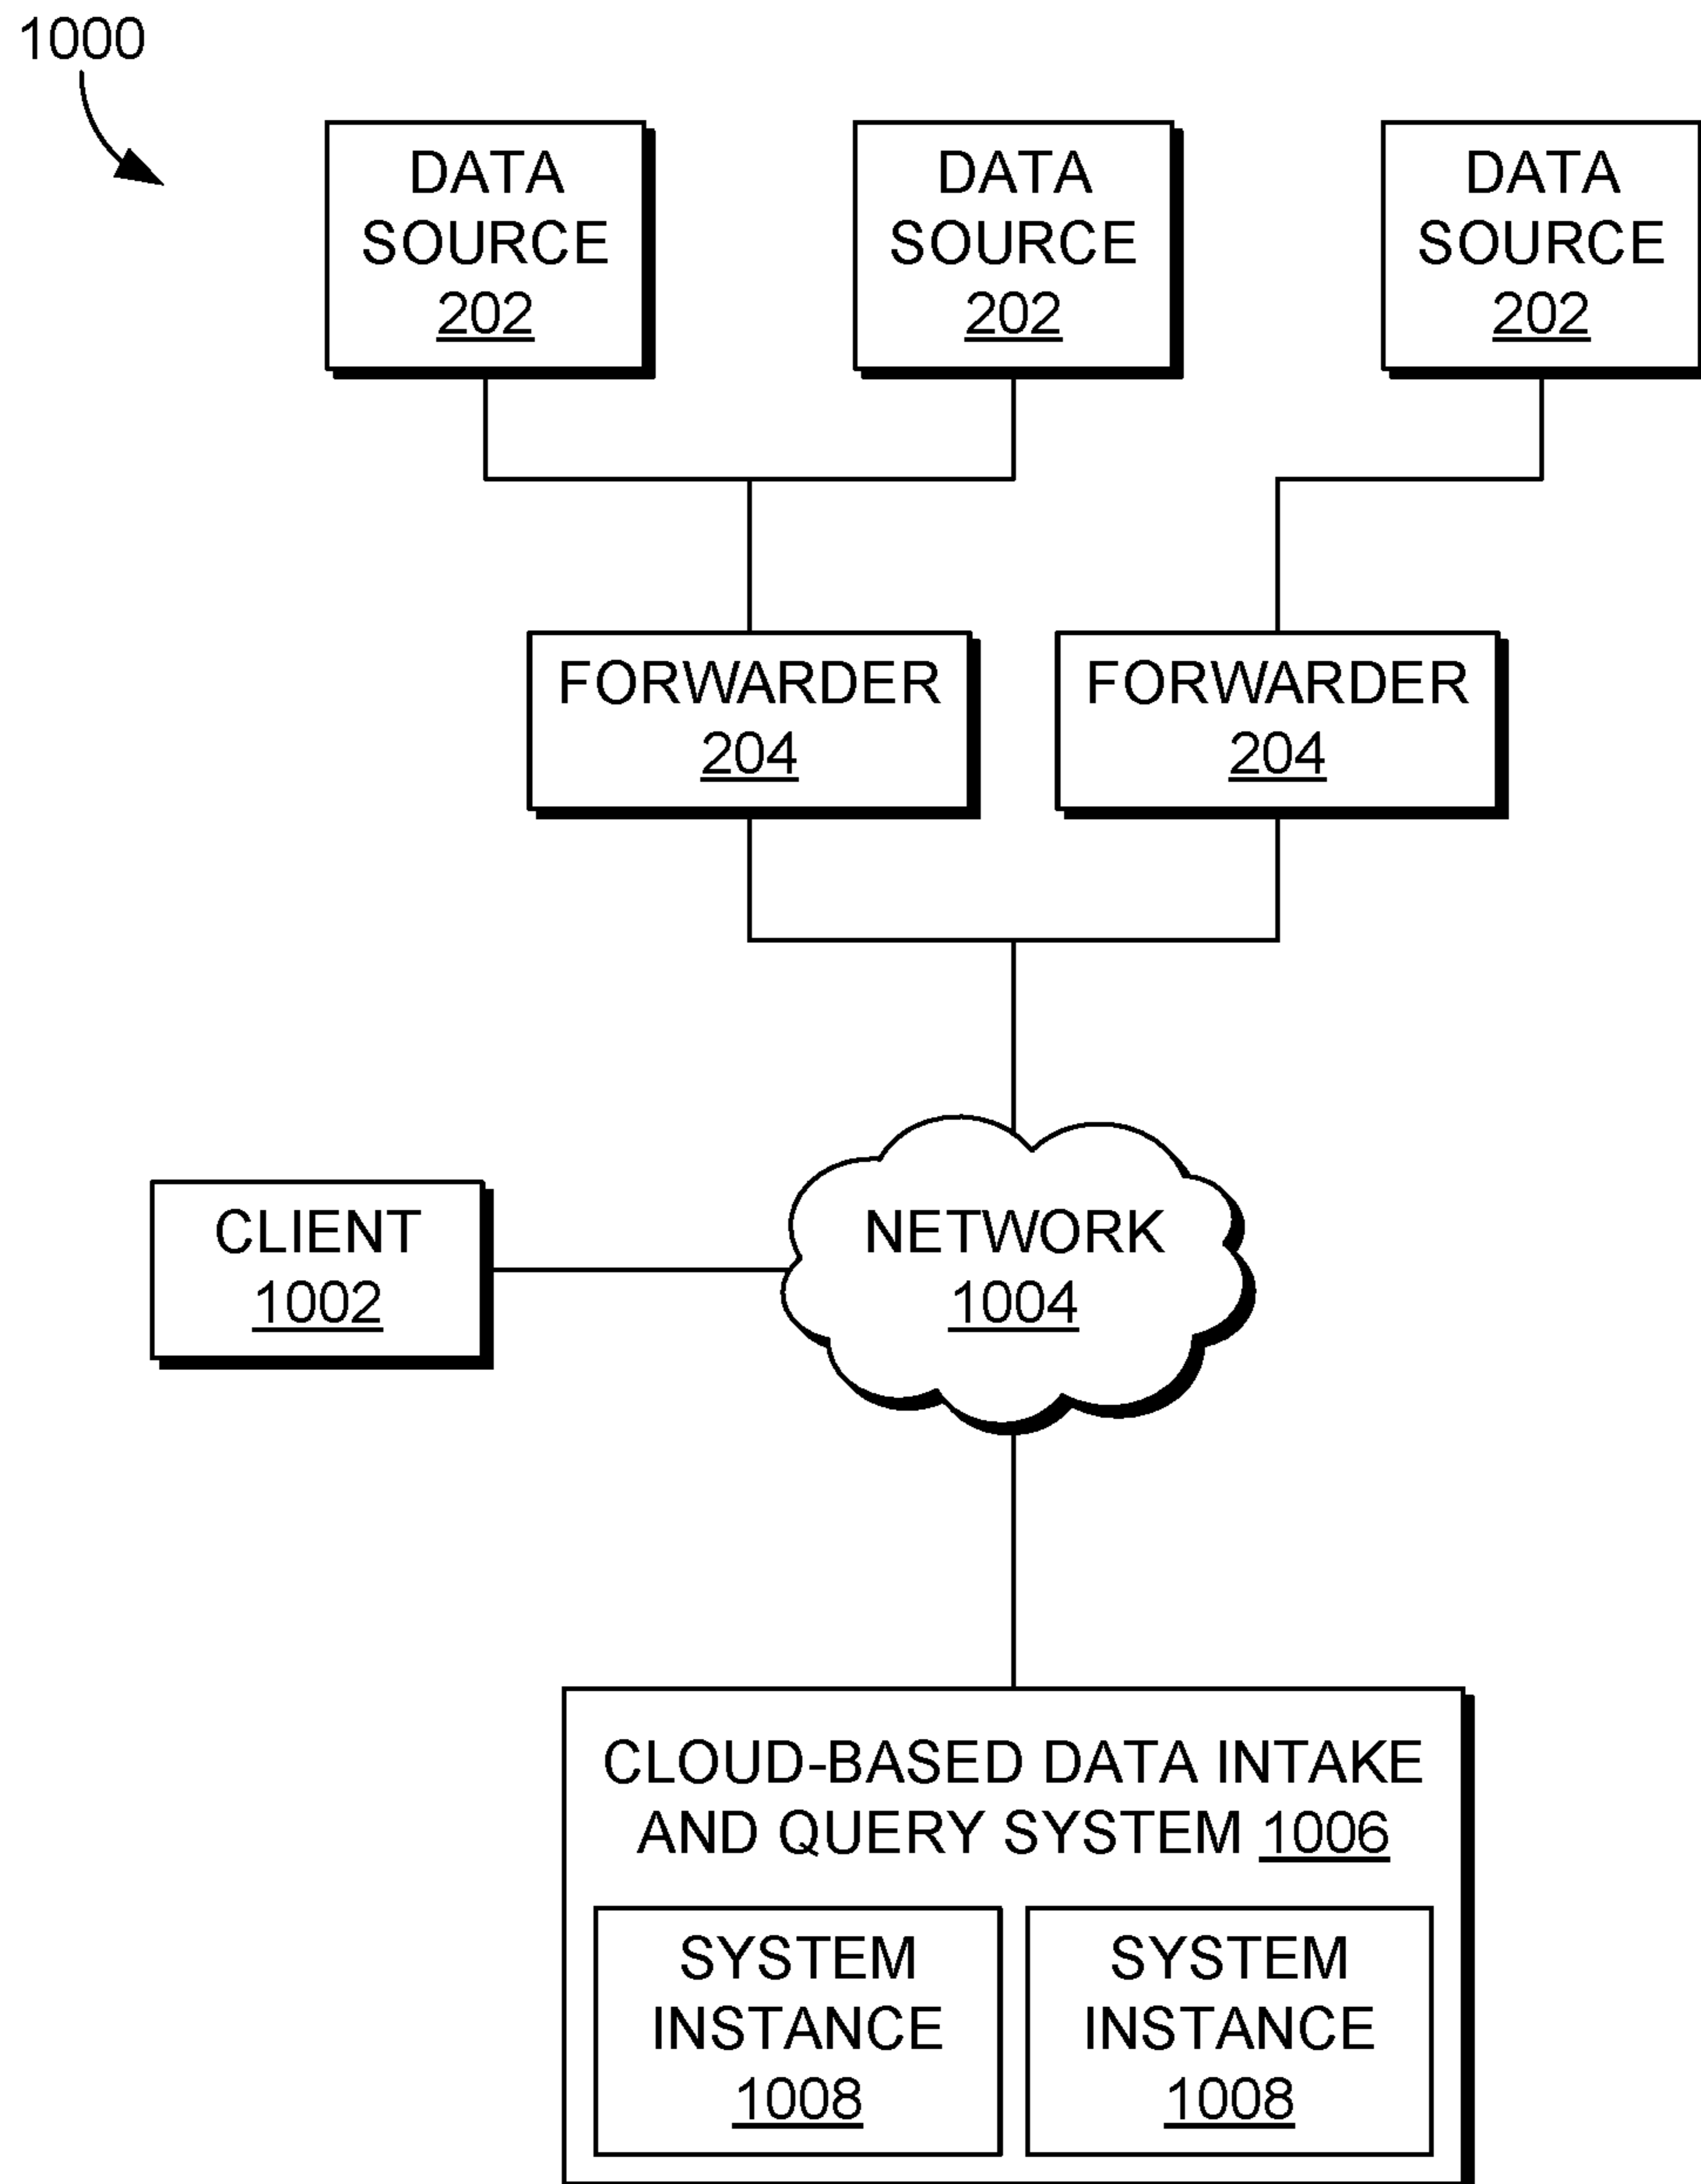 1000
DATA
SOURCE
202
DATA
SOURCE
202
DATA
SOURCE
202
FORWARDER
204
FORWARDER
204
CLIENT
1002
NETWORK
1004
CLOUD-BASED DATA INTAKE
AND QUERY SYSTEM 1006
SYSTEM
INSTANCE
1008
SYSTEM
INSTANCE
1008